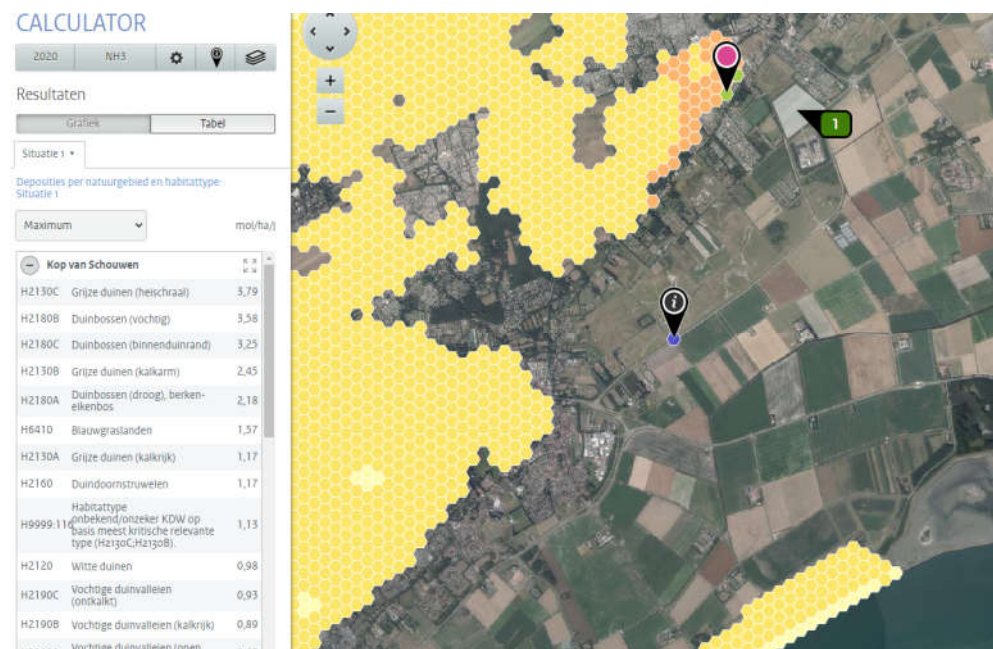 CALCULATOR
2020 NH3
Resultaten
Grafiek Tabel
Situatie 1
Deposities per natuurgebied en habitattype:
Situatie 1
Maximum mol/ha/j
Kop van Schouwen
H2130C Grijze duinen (heischraal) 3,79
H2180B Duinbossen (vochtig) 3,58
H2180C Duinbossen (binnenduinrand) 3,25
H2130B Grijze duinen (kalkarm) 2,45
H2180A Duinbossen (droog), berken-
eikenbos 2,18
H6410 Blauwgraslanden 1,57
H2130A Grijze duinen (kalkrijk) 1,17
H2160 Duindoornstruwelen 1,17
Habitattype
H9999:116 onbekend/onzeker KDW op
basis meest kritische relevante 1,13
type (H2130C;H2130B).
H2120 Witte duinen 0,98
H2190C Vochtige duinvalleien
(ontkalkt) 0,93
H2190B Vochtige duinvalleien (kalkrijk) 0,89
Vochtige duinvalleien (open
1
i